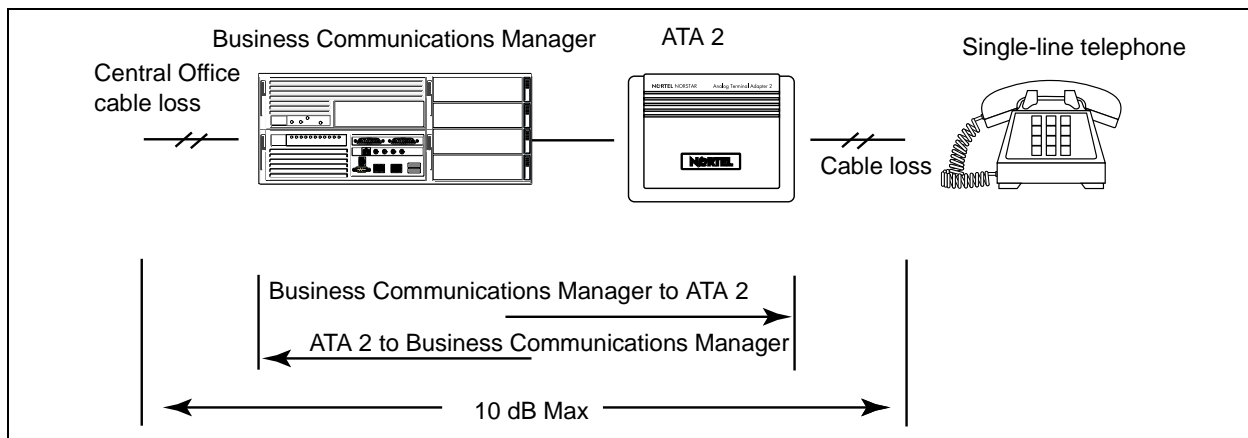 Business Communications Manager
ATA 2
Single-line telephone
Central Office
cable loss
NORTEL NORSTAR
Analog Terminal Adapter 2
NORTEL
Cable loss
Business Communications Manager to ATA 2
ATA 2 to Business Communications Manager
10 dB Max